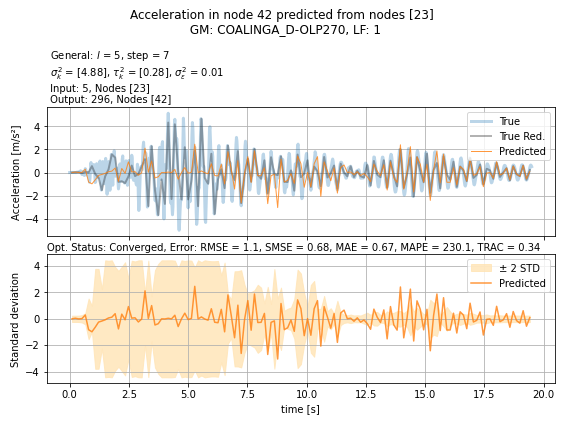 Acceleration in node 42 predicted from nodes [23]
GM: COALINGA_D-OLP270, LF: 1
General: l = 5, step = 7
σ²ₖ = [4.88], τ²ₖ = [0.28], σ²ε = 0.01
Input: 5, Nodes [23]
Output: 296, Nodes [42]
Acceleration [m/s²]
4
2
0
−2
−4
True
True Red.
Predicted
Opt. Status: Converged, Error: RMSE = 1.1, SMSE = 0.68, MAE = 0.67, MAPE = 230.1, TRAC = 0.34
Standard deviation
4
2
0
−2
−4
± 2 STD
Predicted
0.0 2.5 5.0 7.5 10.0 12.5 15.0 17.5 20.0
time [s]